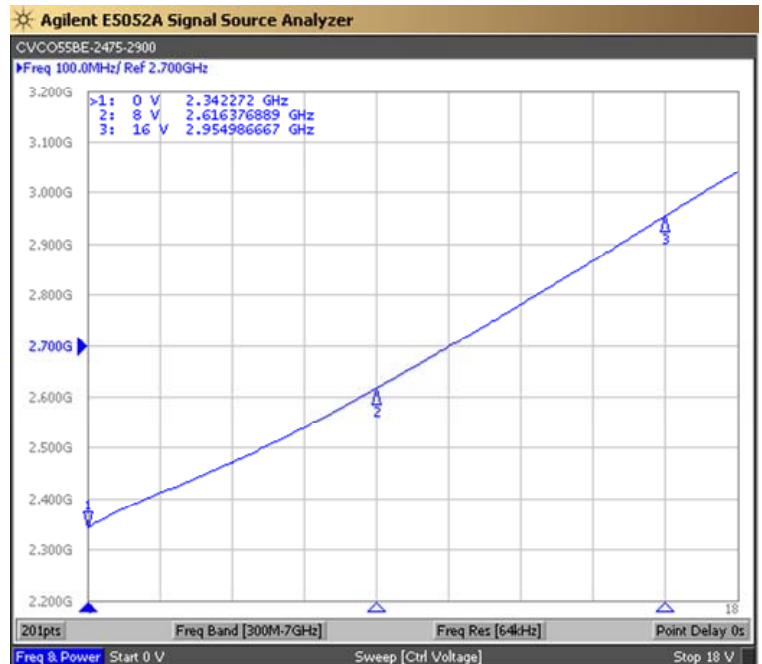 Agilent E5052A Signal Source Analyzer
CVCO55BE-2475-2900
▶Freq 100.0MHz/ Ref 2.700GHz
3.200G
>1: 0 V 2.342272 GHz
2: 8 V 2.616376889 GHz
3: 16 V 2.954986667 GHz
3.100G
3.000G
2.900G
3
2.800G
2.700G
2.600G
2
2.500G
2.400G
1
2.300G
2.200G
18
201pts Freq Band [300M-7GHz] Freq Res [64kHz] Point Delay 0s
Freq & Power Start 0 V Sweep [Ctrl Voltage] Stop 18 V